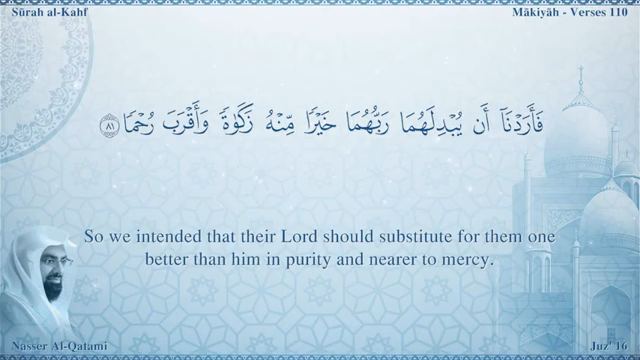 Sūrah al-Kahf
Mākiyāh - Verses 110
فَأَرَدْنَآ أَن يُبْدِلَهُمَا رَبُّهُمَا خَيْرًا مِّنْهُ زَكَوٰةً وَأَقْرَبَ رُحْمًا ٨١
So we intended that their Lord should substitute for them one
better than him in purity and nearer to mercy.
Nasser Al-Qatami
Juz' 16